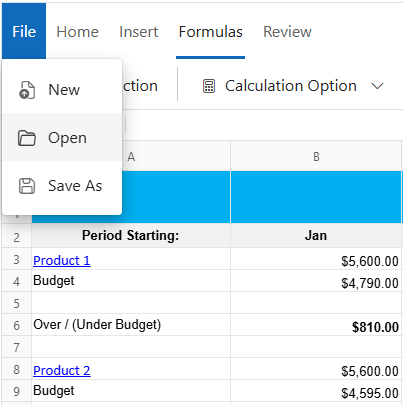 File Home Insert Formulas Review
New
ction Calculation Option
Open
Save As
A B
1
2 Period Starting: Jan
3 Product 1 $5,600.00
4 Budget $4,790.00
5
6 Over / (Under Budget) $810.00
7
8 Product 2 $5,600.00
9 Budget $4,595.00